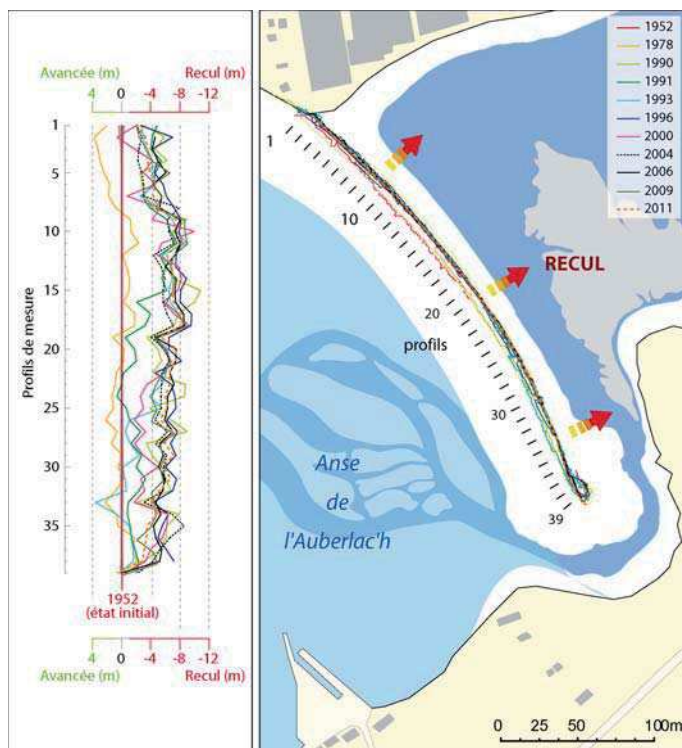 Avancée (m) Recul (m)
4 0 -4 -8 -12
Profils de mesure
1
5
10
15
20
25
30
35
1952
(état initial)
4 0 -4 -8 -12
Avancée (m) Recul (m)
1952
1978
1990
1991
1993
1996
2000
2004
2006
2009
2011
1
10
20
profils
30
39
RECUL
Anse
de
l'Auberlac'h
0 25 50 100m